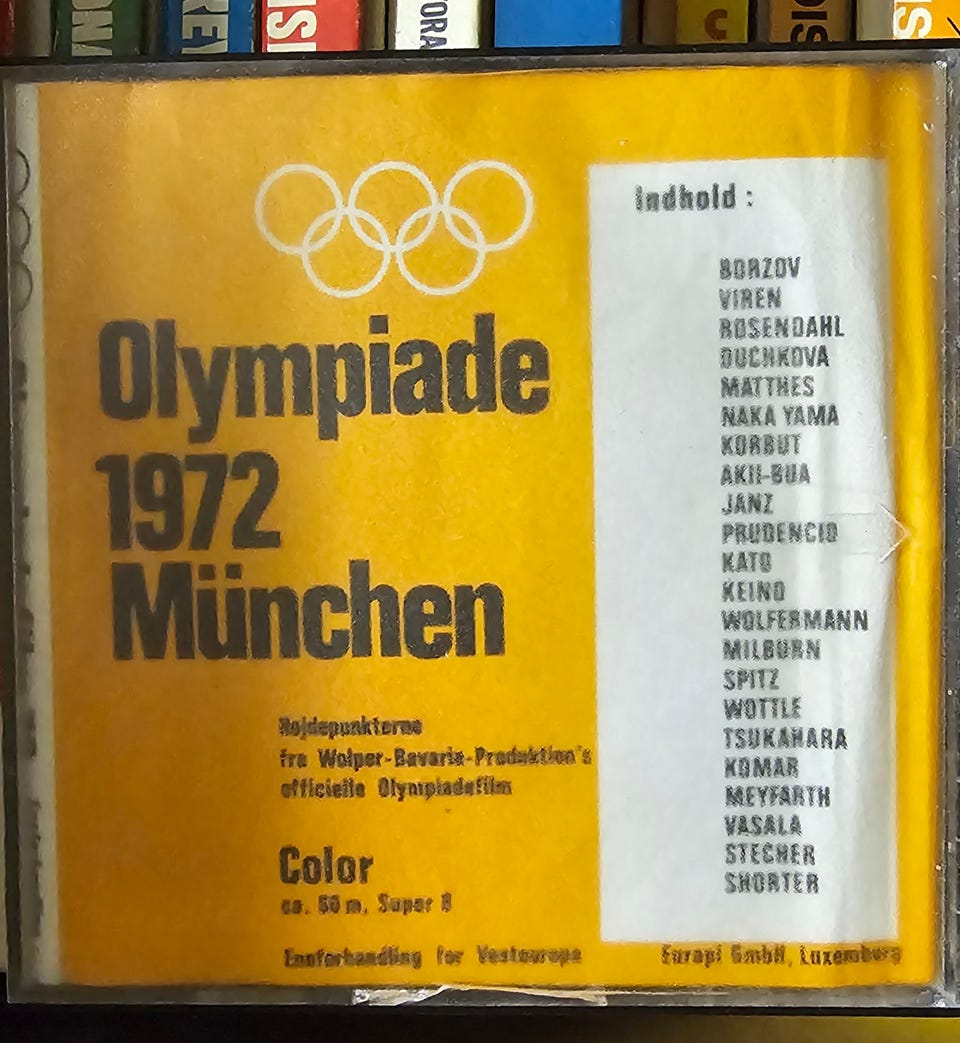 ORA
Olympiade
1972
München
Højdepunkterne
fra Wolper-Bavaria-Produktion's
officielle Olympiadefilm
Color
ca. 60 m, Super 8
Eneforhandling for Vesteuropa
Indhold :
BORZOV
VIREN
ROSENDAHL
DUCHKOVA
MATTHES
NAKA YAMA
KORBUT
AKII-BUA
JANZ
PRUDENCIO
KATO
KEINO
WOLFERMANN
MILBURN
SPITZ
WOTTLE
TSUKAHARA
KOMAR
MEYFARTH
VASALA
STECHER
SHORTER
Eurapi GmbH, Luxemburg